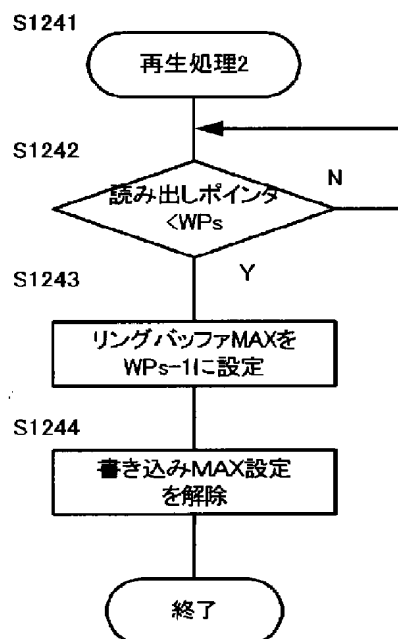 S1241
再生処理2
S1242
読み出しポインタ
<WPs
N
Y
S1243
リングバッファMAXを
WPs-1に設定
S1244
書き込みMAX設定
を解除
終了